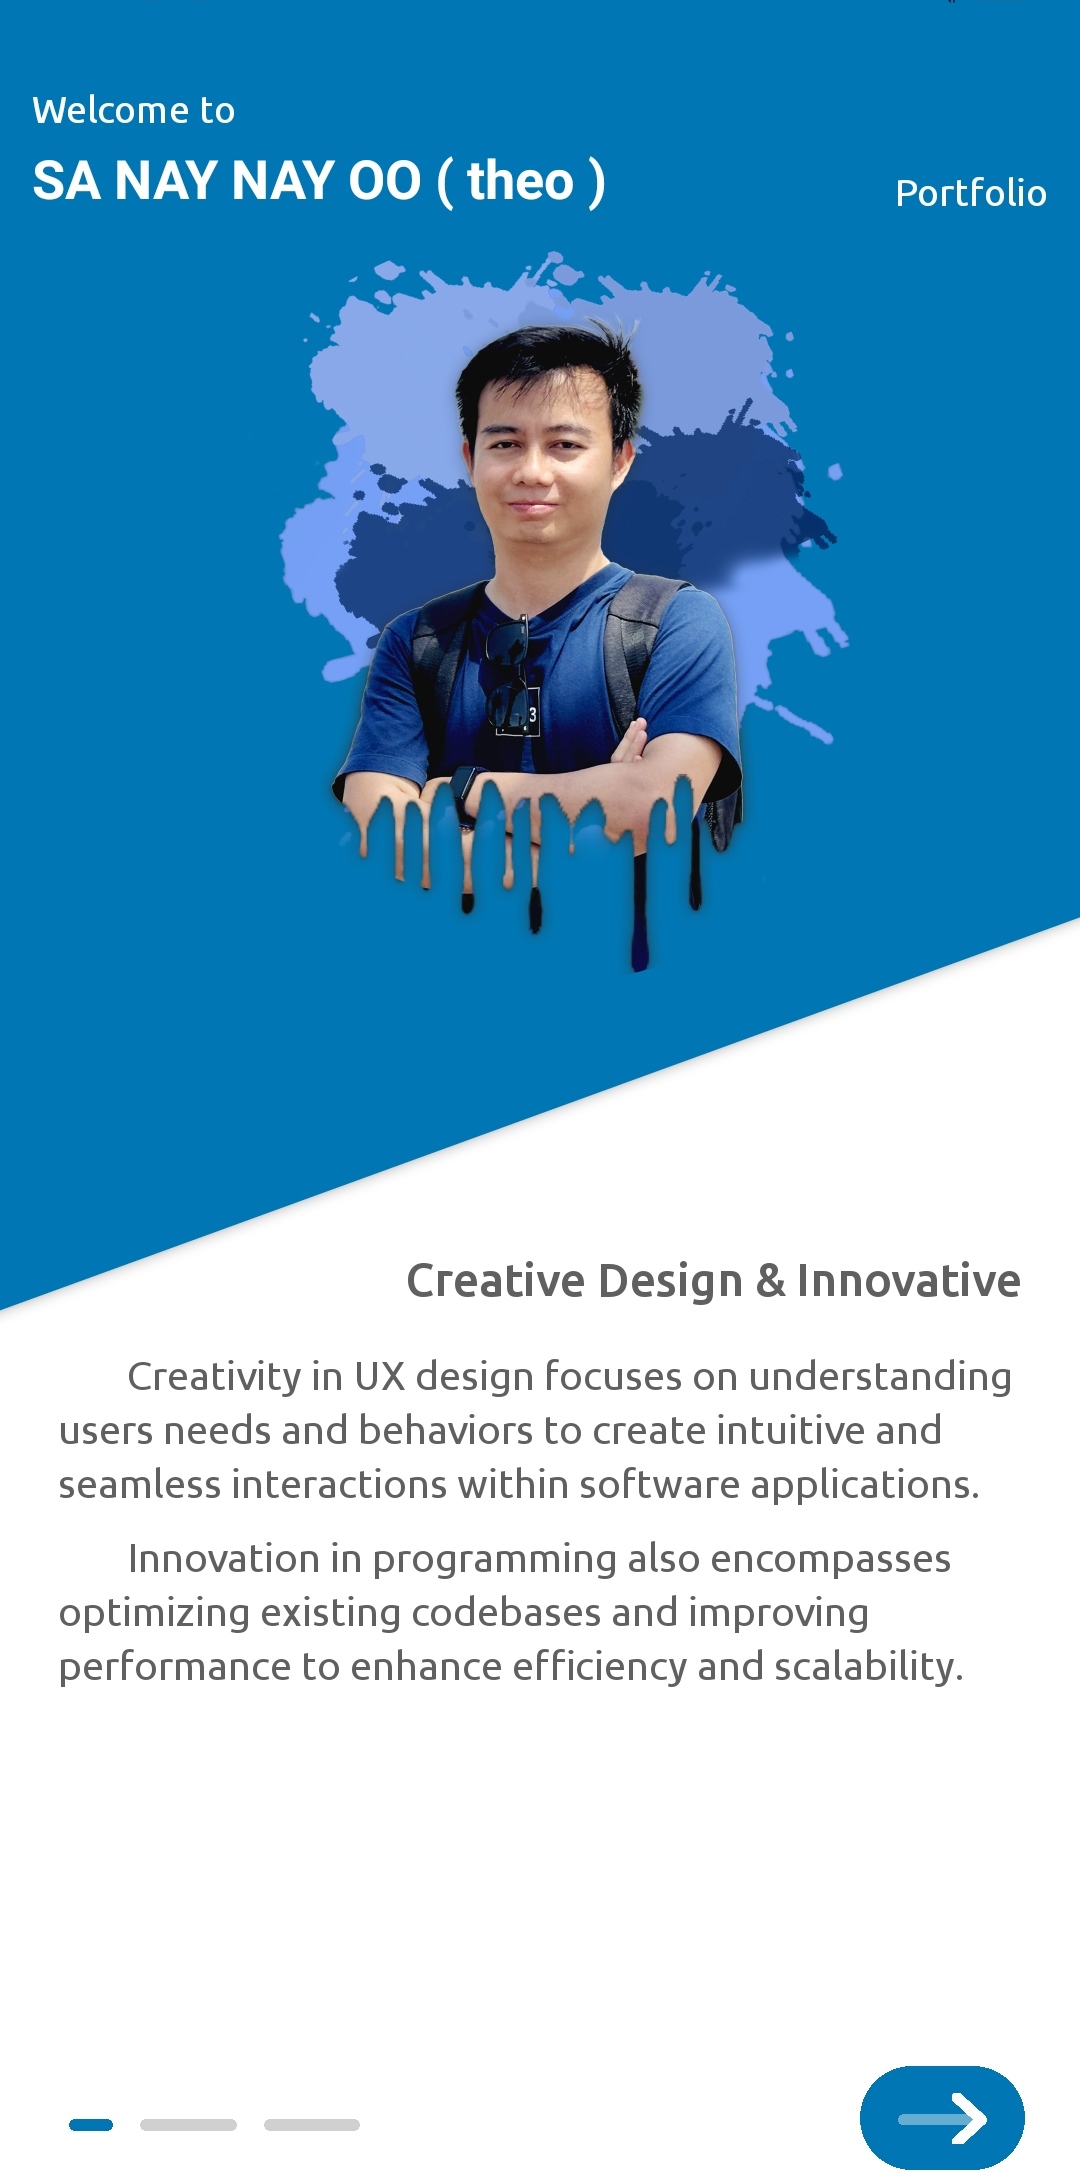 Welcome to
SA NAY NAY OO ( theo )
Portfolio
3
Creative Design & Innovative
Creativity in UX design focuses on understanding
users needs and behaviors to create intuitive and
seamless interactions within software applications.
Innovation in programming also encompasses
optimizing existing codebases and improving
performance to enhance efficiency and scalability.